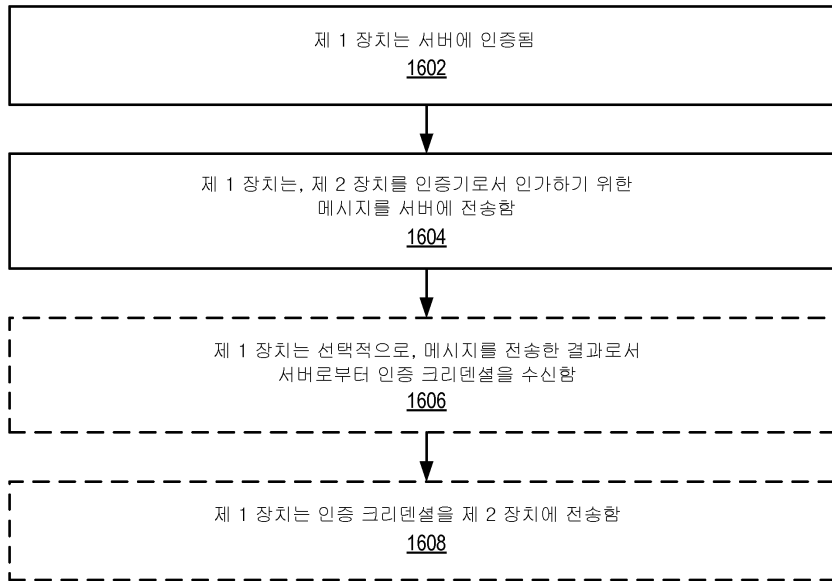 제 1 장치는 서버에 인증됨
1602
제 1 장치는, 제 2 장치를 인증기로서 인가하기 위한
메시지를 서버에 전송함
1604
제 1 장치는 선택적으로, 메시지를 전송한 결과로서
서버로부터 인증 크리덴셜을 수신함
1606
제 1 장치는 인증 크리덴셜을 제 2 장치에 전송함
1608